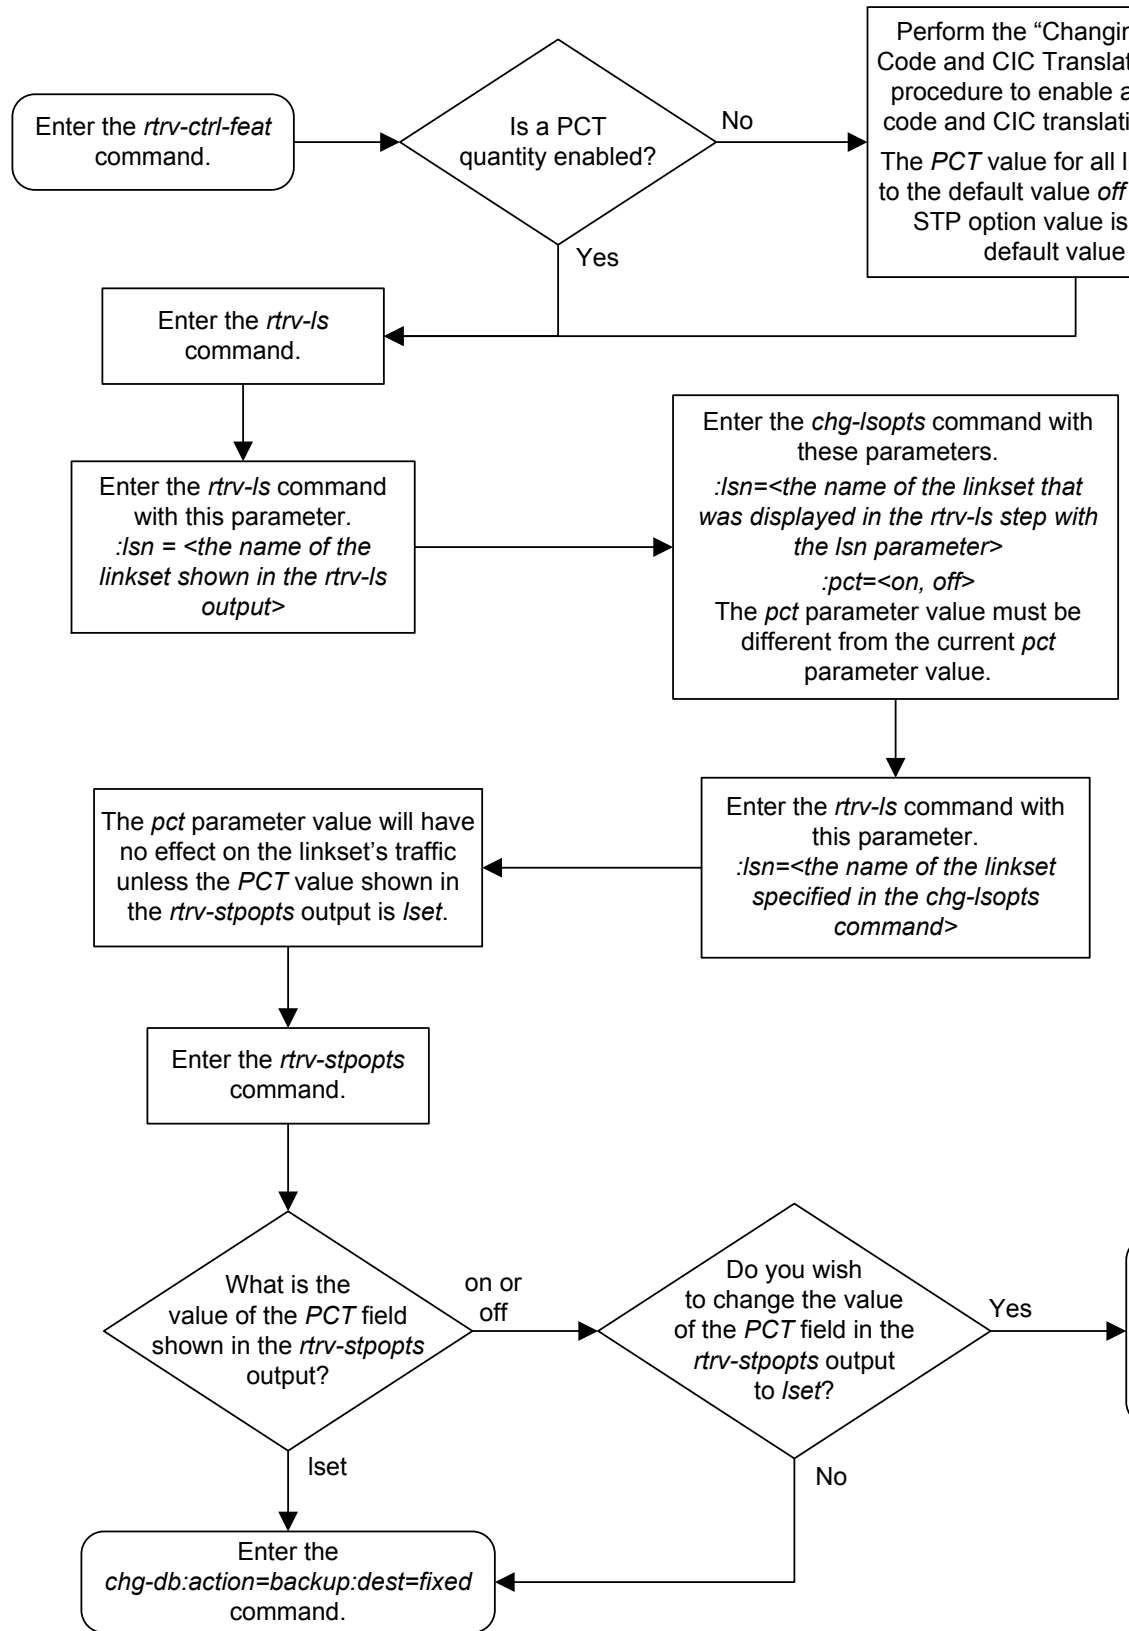 Enter the rtrv-ctrl-feat
command.
Is a PCT
quantity enabled?
No
Yes
Perform the “Changin
Code and CIC Translat
procedure to enable a
code and CIC translati
The PCT value for all l
to the default value off
STP option value is
default value
Enter the rtrv-ls
command.
Enter the rtrv-ls command
with this parameter.
:lsn = <the name of the
linkset shown in the rtrv-ls
output>
Enter the chg-lsopts command with
these parameters.
:lsn=<the name of the linkset that
was displayed in the rtrv-ls step with
the lsn parameter>
:pct=<on, off>
The pct parameter value must be
different from the current pct
parameter value.
Enter the rtrv-ls command with
this parameter.
:lsn=<the name of the linkset
specified in the chg-lsopts
command>
The pct parameter value will have
no effect on the linkset’s traffic
unless the PCT value shown in
the rtrv-stpopts output is lset.
Enter the rtrv-stpopts
command.
What is the
value of the PCT field
shown in the rtrv-stpopts
output?
on or
off
lset
Do you wish
to change the value
of the PCT field in the
rtrv-stpopts output
to lset?
Yes
No
Enter the
chg-db:action=backup:dest=fixed
command.